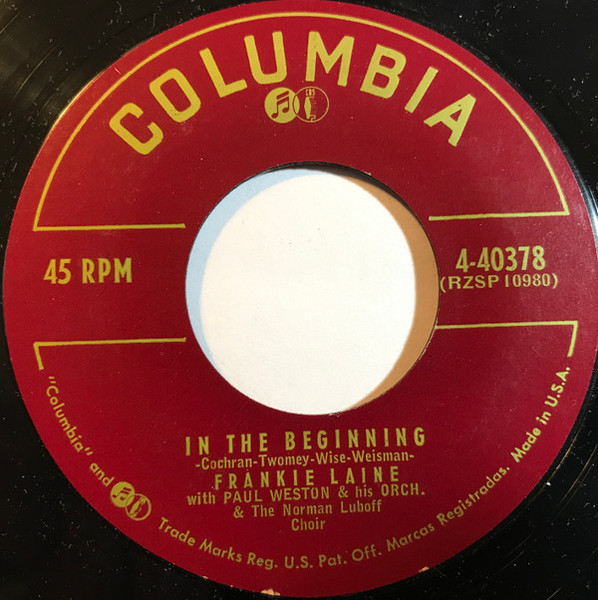 COLUMBIA
CBS
45 RPM
4-40378
(RZSP 10980)
IN THE BEGINNING
-Cochran-Twomey-Wise-Weisman-
FRANKIE LAINE
with PAUL WESTON & his ORCH.
& The Norman Luboff
Choir
"Columbia" and Trade Marks Reg. U.S. Pat. Off. Marcas Registradas. Made in U.S.A.